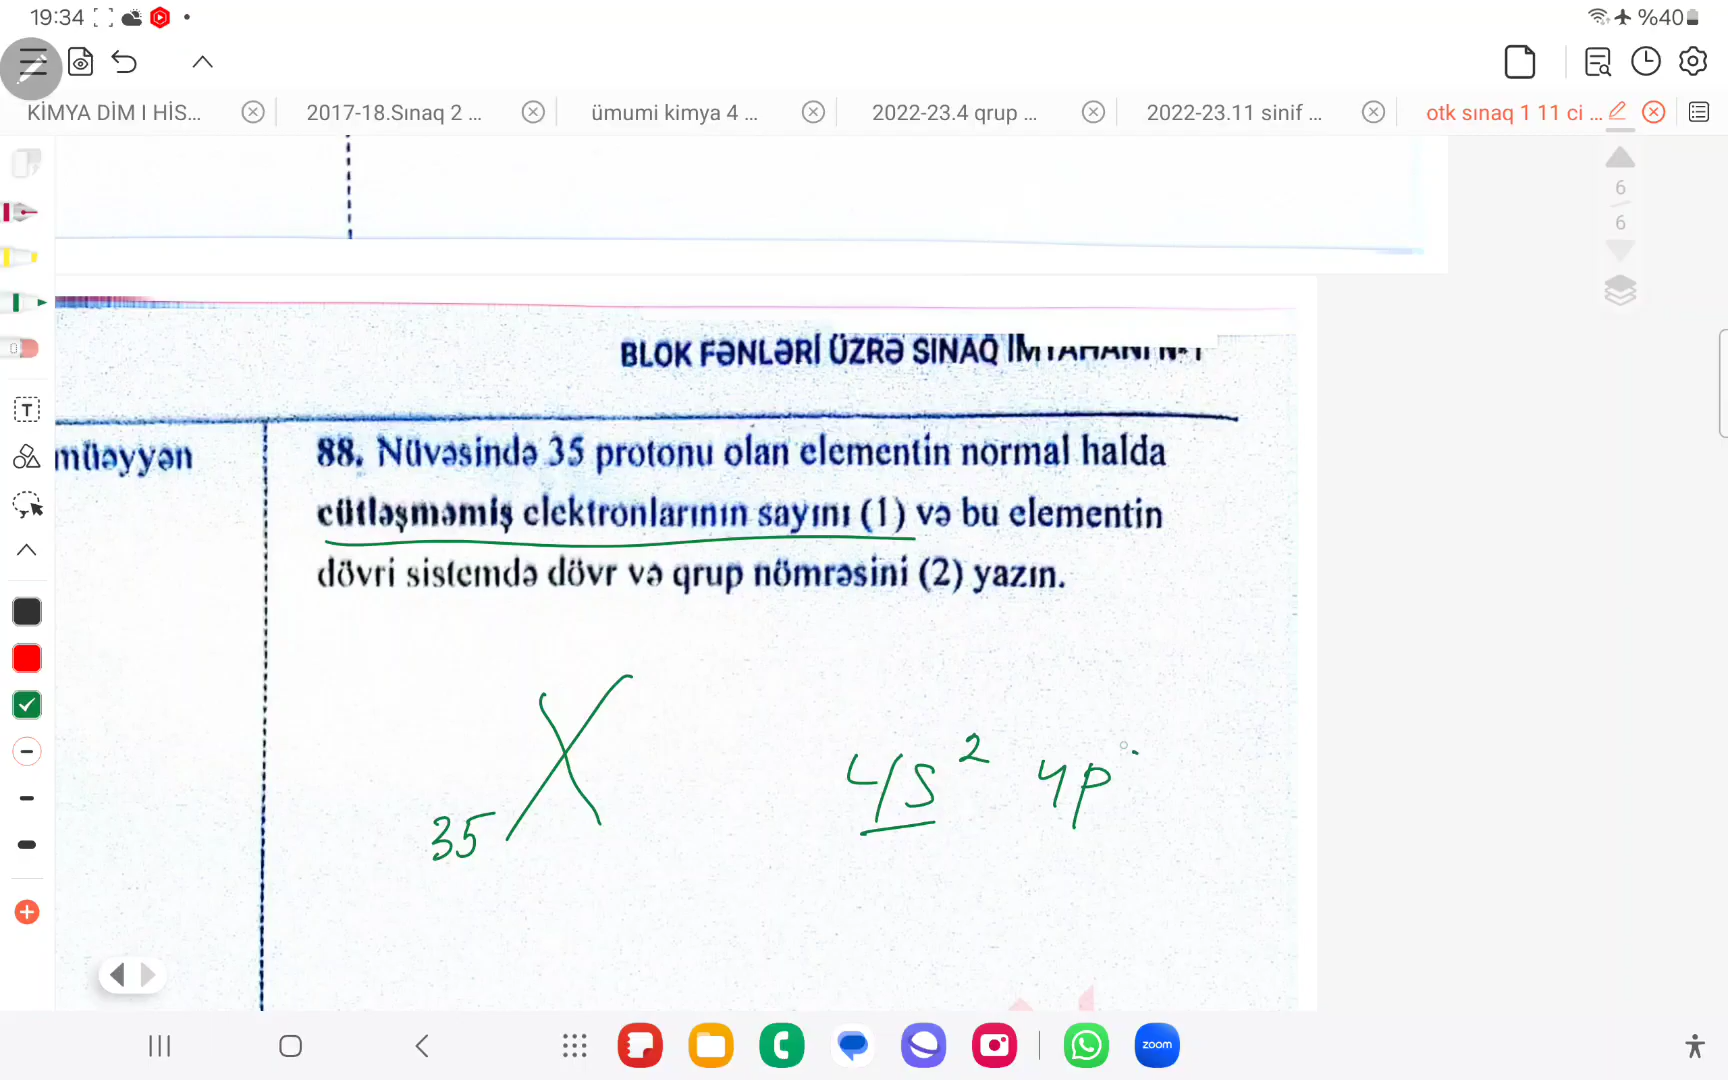 19:34
%40
KİMYA DİM I HİS...
2017-18.Sınaq 2 ...
ümumi kimya 4 ...
2022-23.4 qrup ...
2022-23.11 sinif ...
otk sınaq 1 11 ci ...
6
6
BLOK FƏNLƏRİ ÜZRƏ SINAQ İMTAHANI №1
müəyyən
88. Nüvəsində 35 protonu olan elementin normal halda
cütləşməmiş elektronlarının sayını (1) və bu elementin
dövri sistemdə dövr və qrup nömrəsini (2) yazın.
35 X 4s² 4p
T
zoom